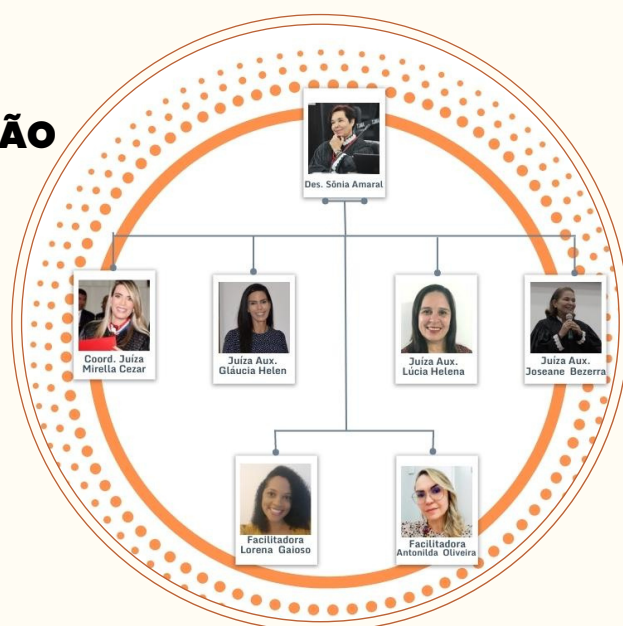 ÃO
Des. Sônia Amaral
Coord. Juíza
Mirella Cezar
Juíza Aux.
Gláucia Helen
Juíza Aux.
Lúcia Helena
Juíza Aux.
Joseane Bezerra
Facilitadora
Lorena Gaioso
Facilitadora
Antonilda Oliveira